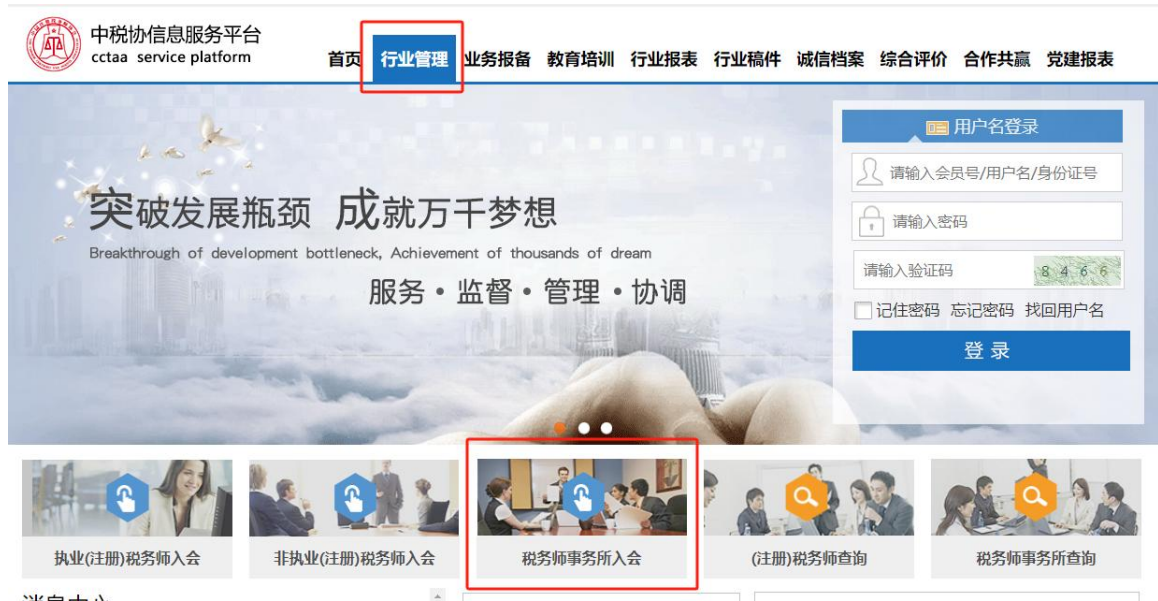 中税协信息服务平台
cctaa service platform
首页 行业管理 业务报备 教育培训 行业报表 行业稿件 诚信档案 综合评价 合作共赢 党建报表
突破发展瓶颈 成就万千梦想
Breakthrough of development bottleneck, Achievement of thousands of dream
服务·监督·管理·协调
用户名登录
请输入会员号/用户名/身份证号
请输入密码
请输入验证码 8466
记住密码 忘记密码 找回用户名
登录
执业(注册)税务师入会 非执业(注册)税务师入会 税务师事务所入会 (注册)税务师查询 税务师事务所查询